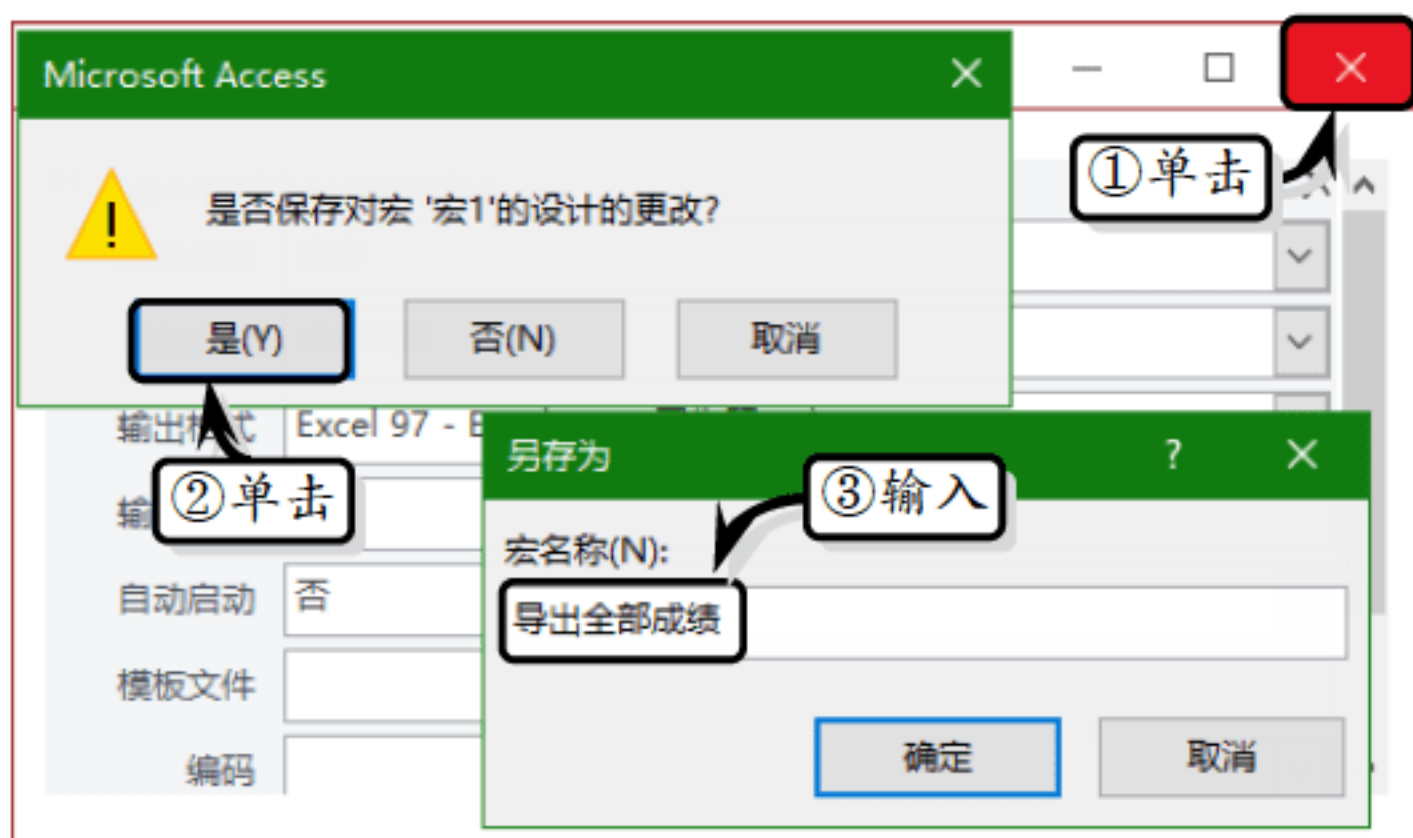 Microsoft Access
①单击
是否保存对宏 '宏1'的设计的更改?
是(Y)
否(N)
取消
输出格式
Excel 97 - E
②单击
另存为
?
③输入
宏名称(N):
导出全部成绩
自动启动
否
模板文件
编码
确定
取消